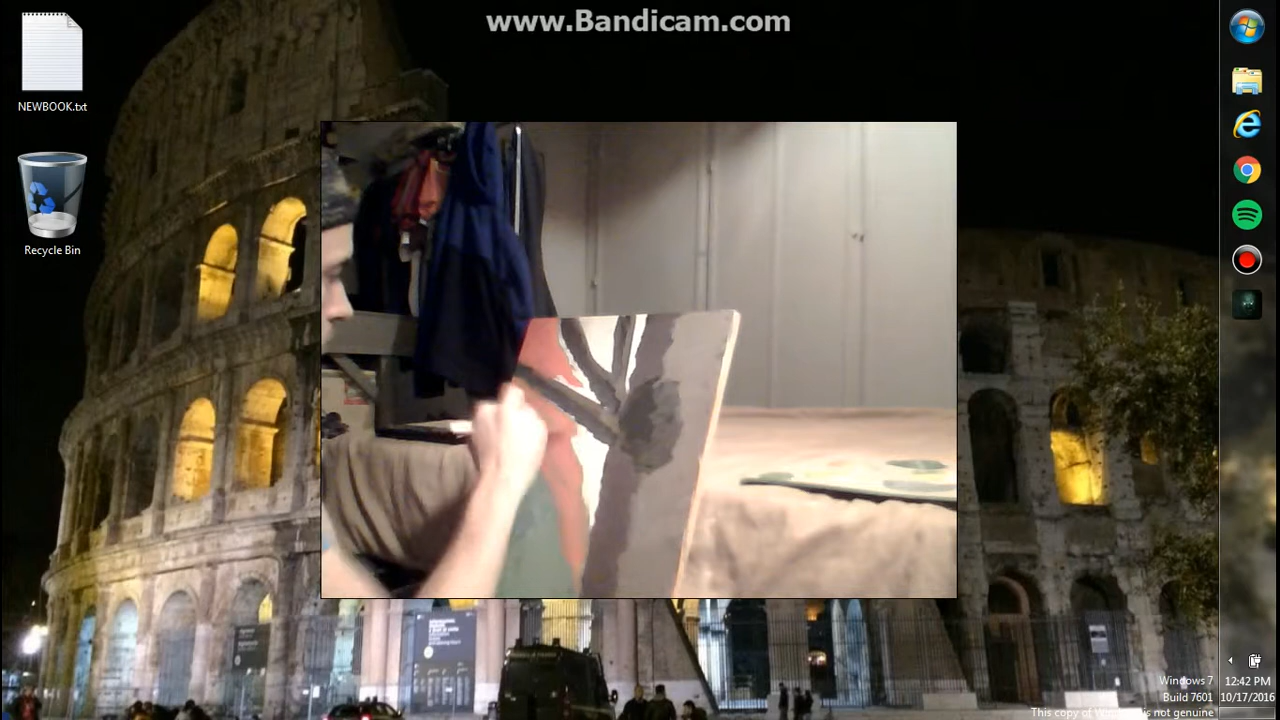 www.Bandicam.com
NEWBOOK.txt
Recycle Bin
12:42 PM
10/17/2016
Windows 7
Build 7601
This copy of Windows is not genuine